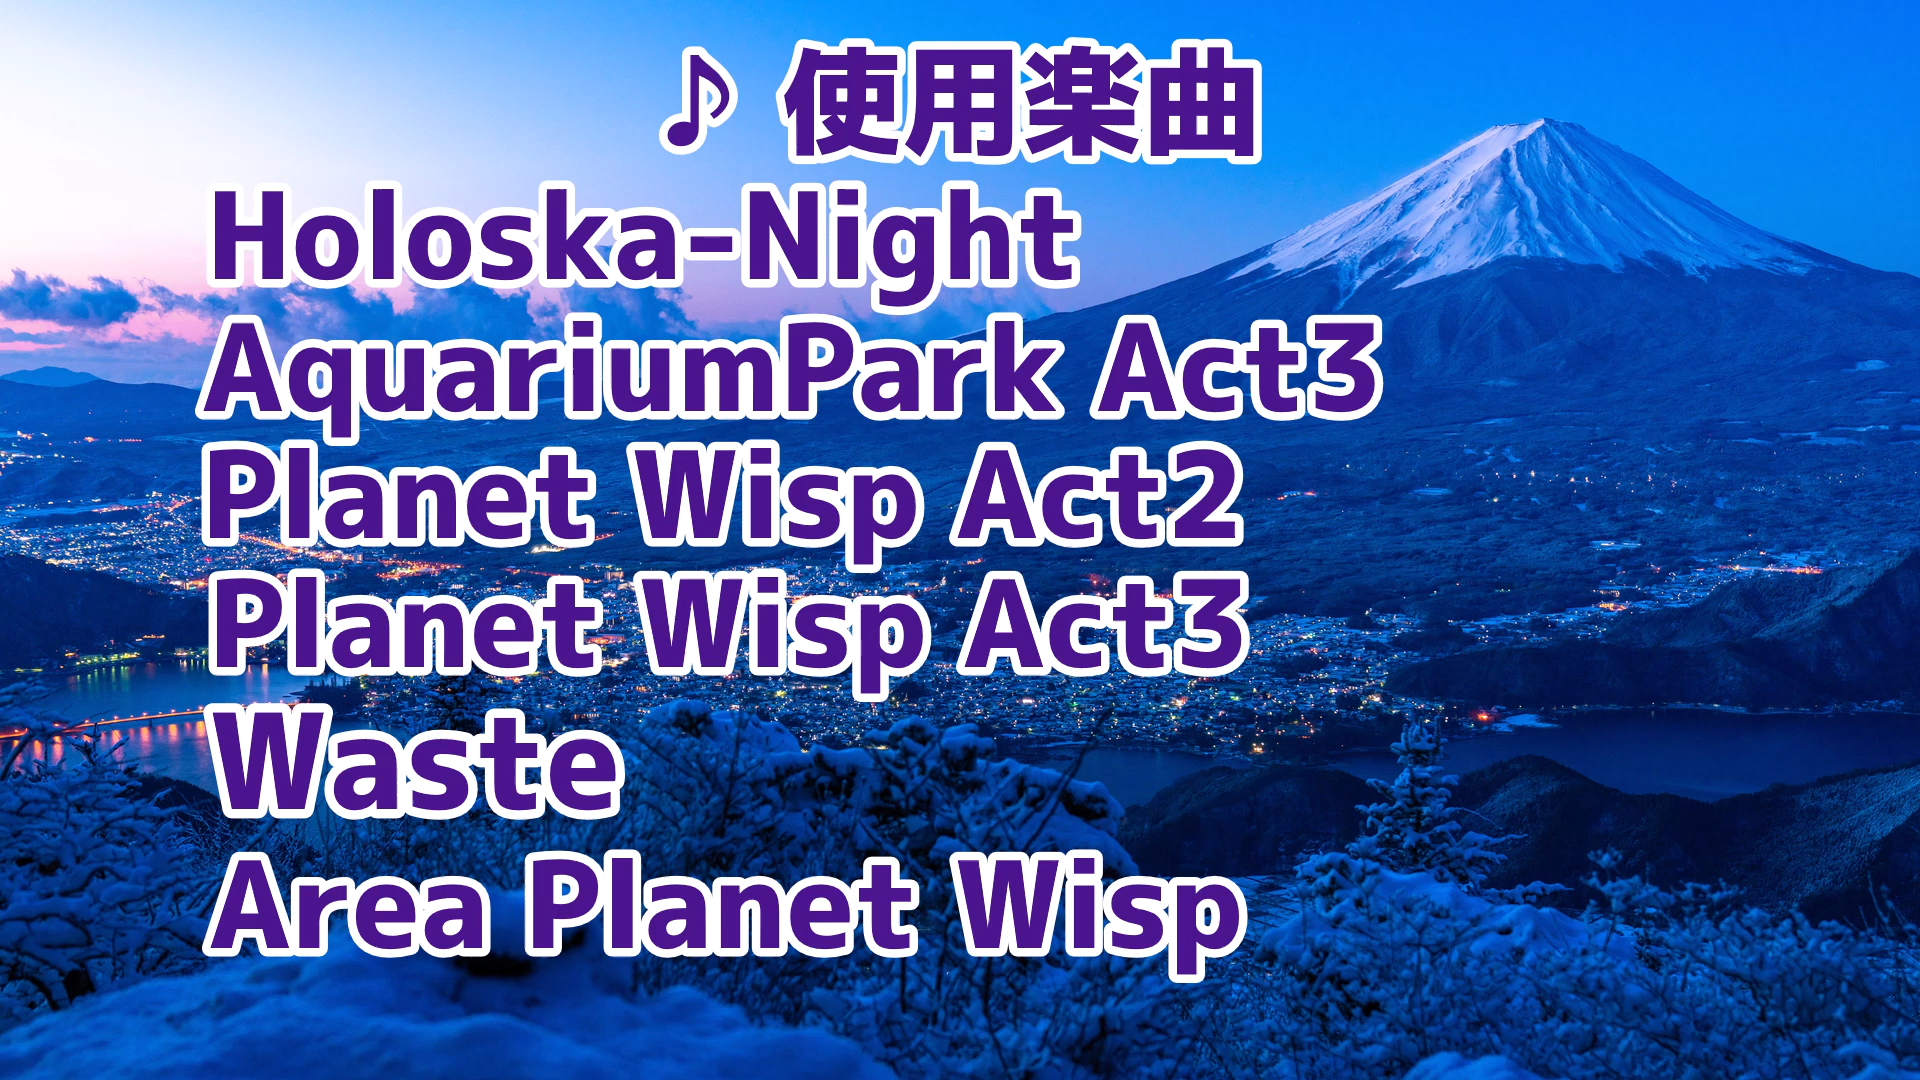 ♪ 使用楽曲
Holoska-Night
AquariumPark Act3
Planet Wisp Act2
Planet Wisp Act3
Waste
Area Planet Wisp